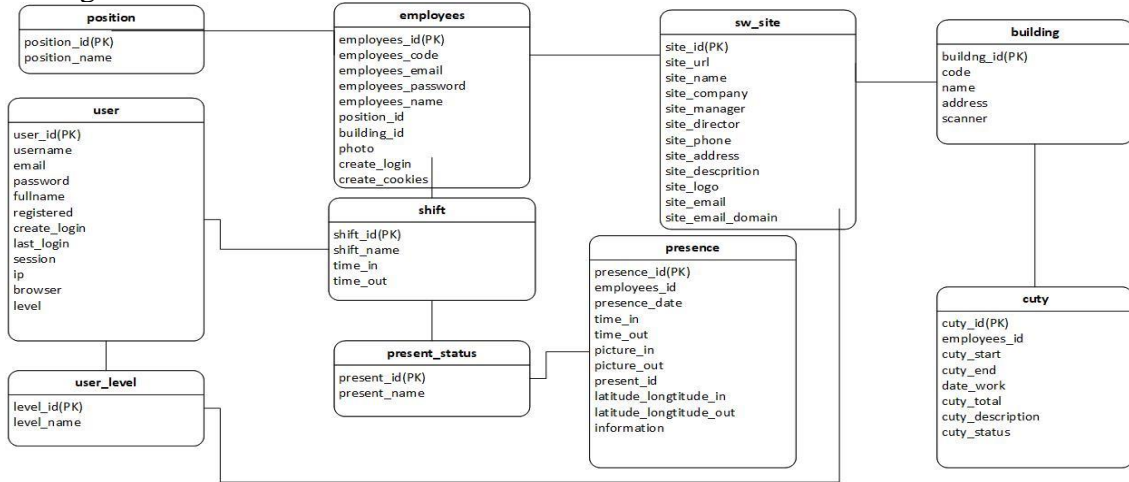 position
position_id(PK)
position_name
employees
employees_id(PK)
employees_code
employees_email
employees_password
employees_name
position_id
building_id
photo
create_login
create_cookies
sw_site
site_id(PK)
site_url
site_name
site_company
site_manager
site_director
site_phone
site_address
site_descprition
site_logo
site_email
site_email_domain
building
buildng_id(PK)
code
name
address
scanner
user
user_id(PK)
username
email
password
fullname
registered
create_login
last_login
session
ip
browser
level
shift
shift_id(PK)
shift_name
time_in
time_out
presence
presence_id(PK)
employees_id
presence_date
time_in
time_out
picture_in
picture_out
present_id
latitude_longtitude_in
latitude_longtitude_out
information
cuty
cuty_id(PK)
employees_id
cuty_start
cuty_end
date_work
cuty_total
cuty_description
cuty_status
present_status
present_id(PK)
present_name
user_level
level_id(PK)
level_name